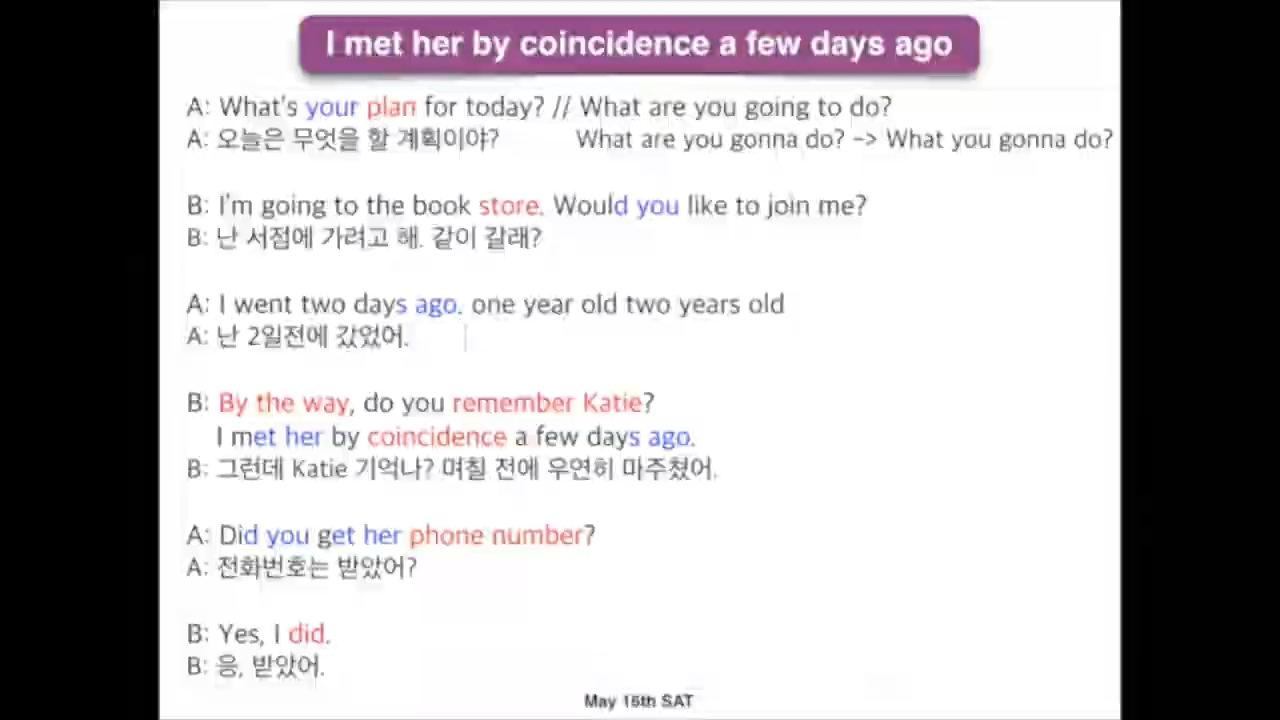 I met her by coincidence a few days ago
A: What's your plan for today? // What are you going to do?
A: 오늘은 무엇을 할 계획이야? What are you gonna do? -> What you gonna do?
B: I'm going to the book store. Would you like to join me?
B: 난 서점에 가려고 해. 같이 갈래?
A: I went two days ago. one year old two years old
A: 난 2일전에 갔었어.
B: By the way, do you remember Katie?
I met her by coincidence a few days ago.
B: 그런데 Katie 기억나? 며칠 전에 우연히 마주쳤어.
A: Did you get her phone number?
A: 전화번호는 받았어?
B: Yes, I did.
B: 응, 받았어.
May 16th SAT